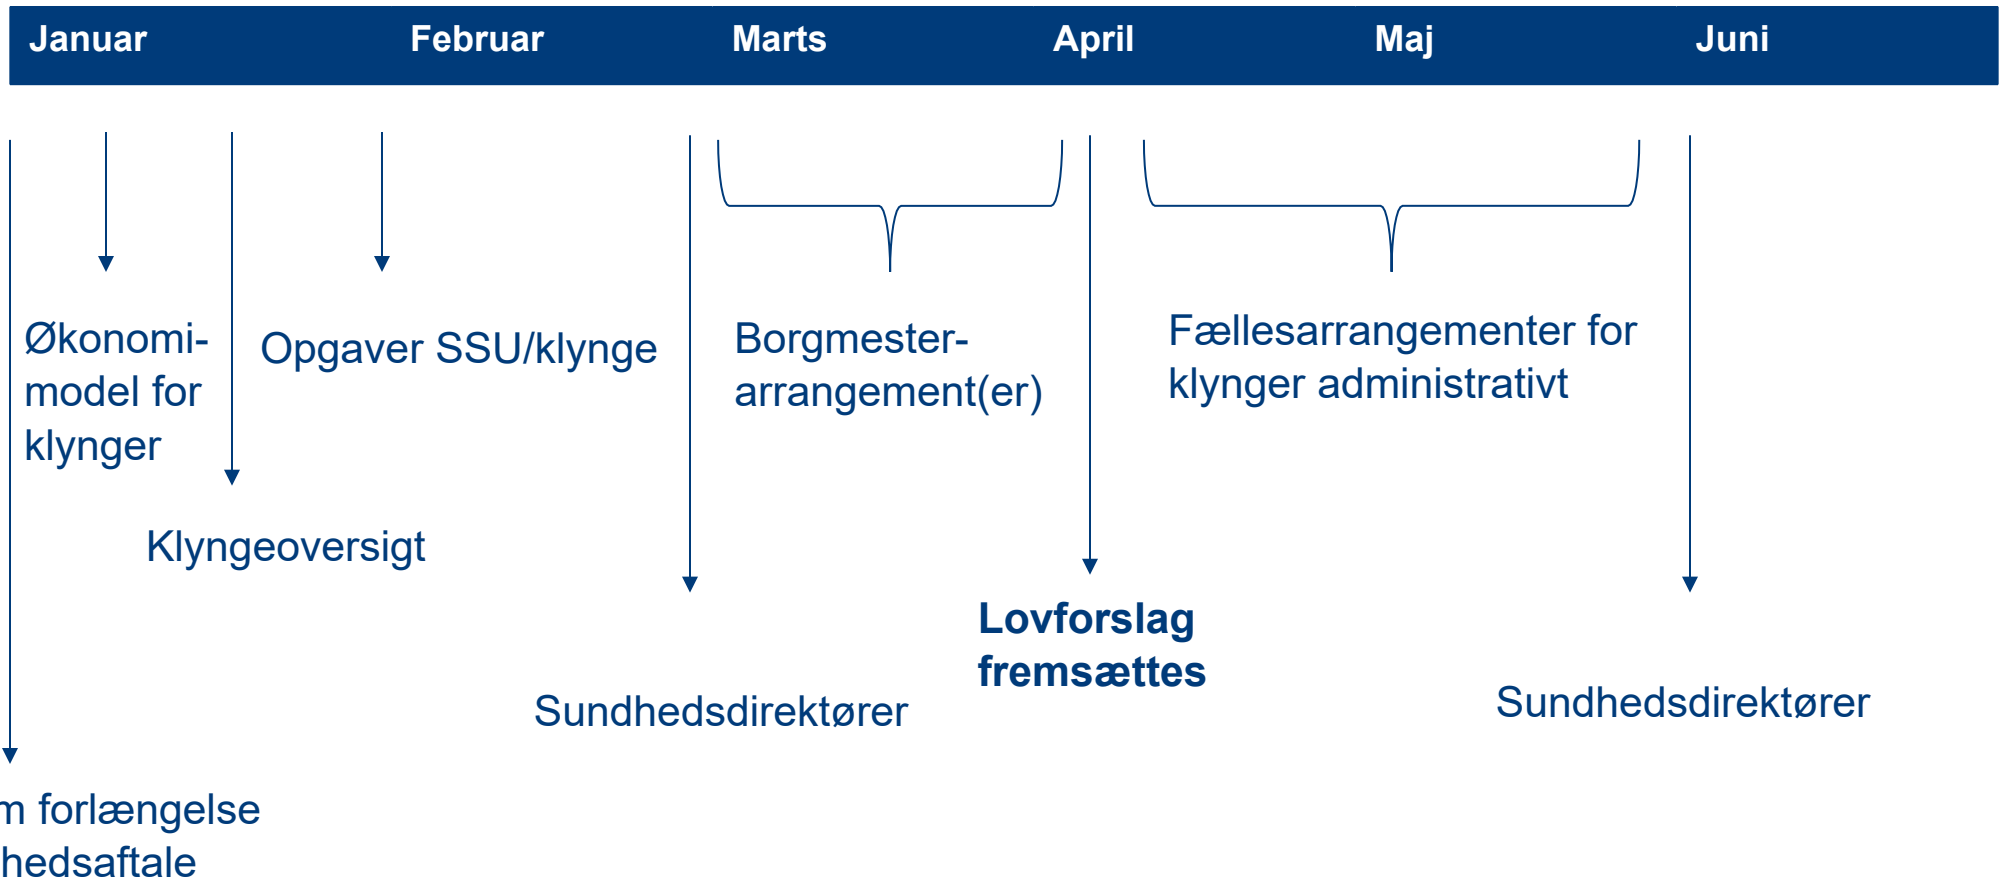 Januar Februar Marts April Maj Juni
Økonomi-
model for
klynger
Klyngeoversigt
Opgaver SSU/klynge
Sundhedsdirektører
Borgmester-
arrangement(er)
Lovforslag
fremsættes
Fællesarrangementer for
klynger administrativt
Sundhedsdirektører
forlængelse
hedsaftale